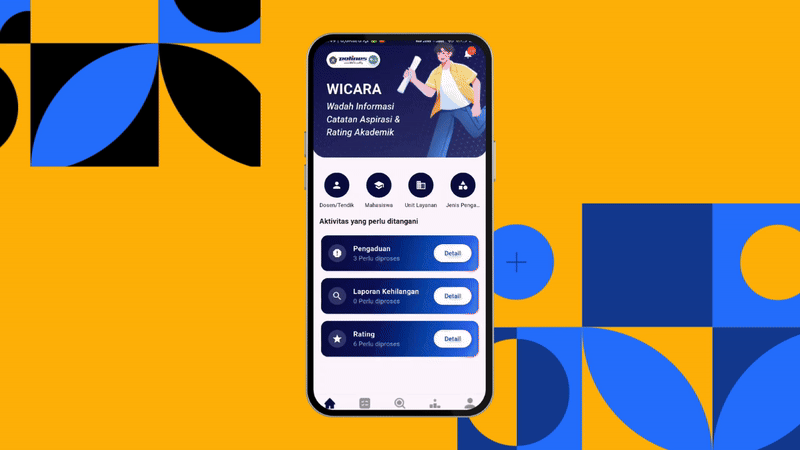 polines
WICARA
Wadah Informasi
Catatan Aspirasi &
Rating Akademik
Dosen/Tendik
Mahasiswa
Unit Layanan
Jenis Penga...
Aktivitas yang perlu ditangani
Pengaduan
3 Perlu diproses
Detail
Laporan Kehilangan
0 Perlu diproses
Detail
Rating
6 Perlu diproses
Detail